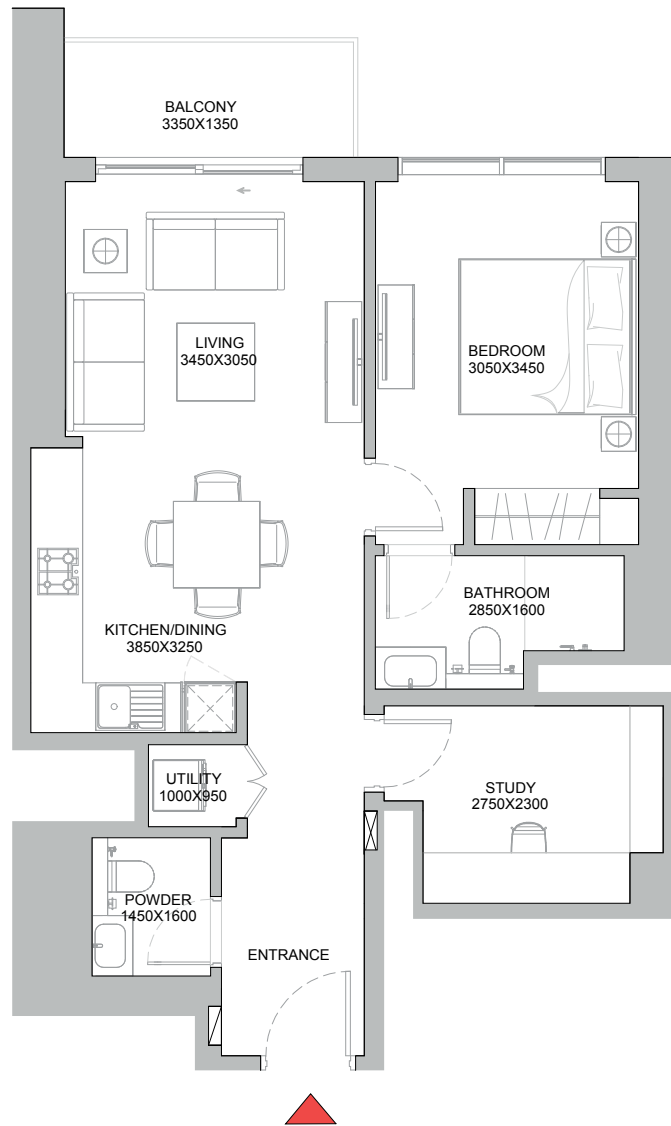 BALCONY
3350X1350
LIVING
3450X3050
BEDROOM
3050X3450
BATHROOM
2850X1600
KITCHEN/DINING
3850X3250
UTILITY
1000X950
STUDY
2750X2300
POWDER
1450X1600
ENTRANCE